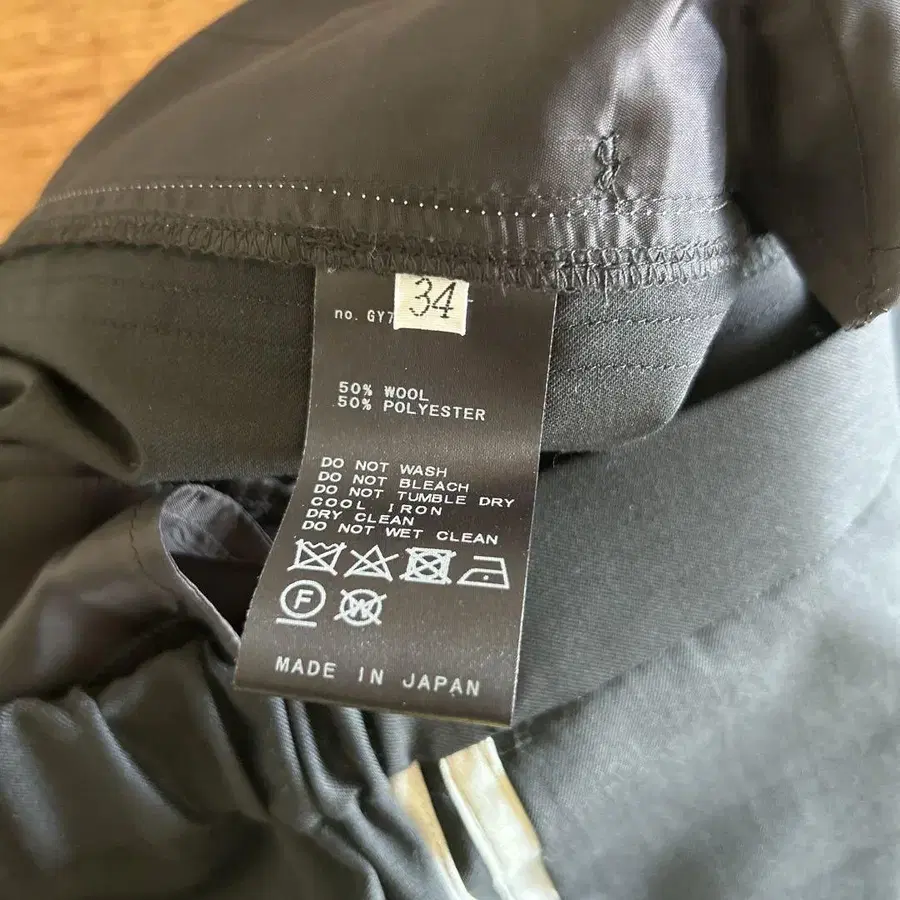 34
no. GY7
50% WOOL
50% POLYESTER
DO NOT WASH
DO NOT BLEACH
DO NOT TUMBLE DRY
COOL IRON
DRY CLEAN
DO NOT WET CLEAN
F W
MADE IN JAPAN